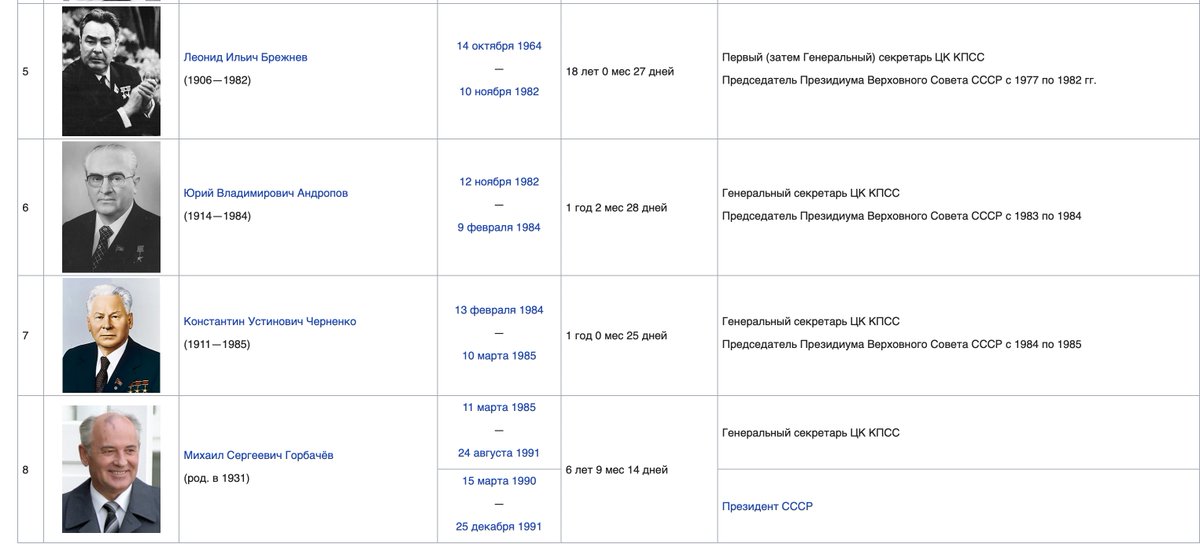 5
Леонид Ильич Брежнев
(1906—1982)
14 октября 1964
—
10 ноября 1982
18 лет 0 мес 27 дней
Первый (затем Генеральный) секретарь ЦК КПСС
Председатель Президиума Верховного Совета СССР с 1977 по 1982 гг.
6
Юрий Владимирович Андропов
(1914—1984)
12 ноября 1982
—
9 февраля 1984
1 год 2 мес 28 дней
Генеральный секретарь ЦК КПСС
Председатель Президиума Верховного Совета СССР с 1983 по 1984
7
Константин Устинович Черненко
(1911—1985)
13 февраля 1984
—
10 марта 1985
1 год 0 мес 25 дней
Генеральный секретарь ЦК КПСС
Председатель Президиума Верховного Совета СССР с 1984 по 1985
8
Михаил Сергеевич Горбачёв
(род. в 1931)
11 марта 1985
—
24 августа 1991
15 марта 1990
—
25 декабря 1991
6 лет 9 мес 14 дней
Генеральный секретарь ЦК КПСС
Президент СССР